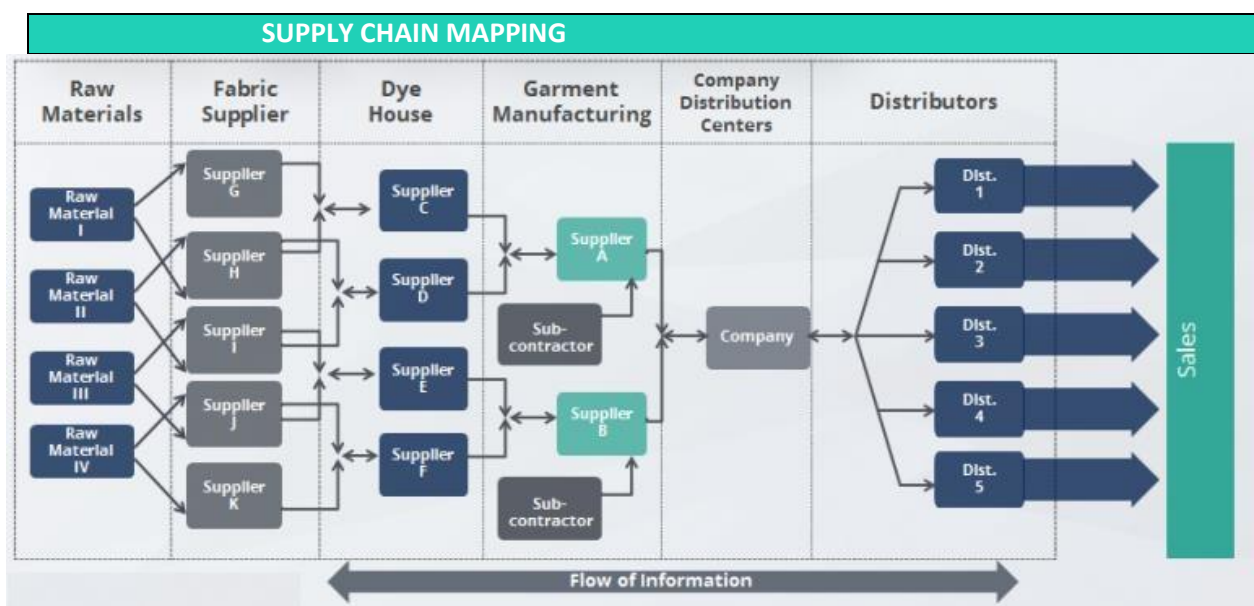 SUPPLY CHAIN MAPPING
Raw
Materials
Fabric
Supplier
Dye
House
Garment
Manufacturing
Company
Distribution
Centers
Distributors
Raw
Material
I
Raw
Material
II
Raw
Material
III
Raw
Material
IV
Supplier
G
Supplier
H
Supplier
I
Supplier
J
Supplier
K
Supplier
C
Supplier
D
Supplier
E
Supplier
F
Supplier
A
Sub-
contractor
Supplier
B
Sub-
contractor
Company
Dist.
1
Dist.
2
Dist.
3
Dist.
4
Dist.
5
Sales
Flow of Information